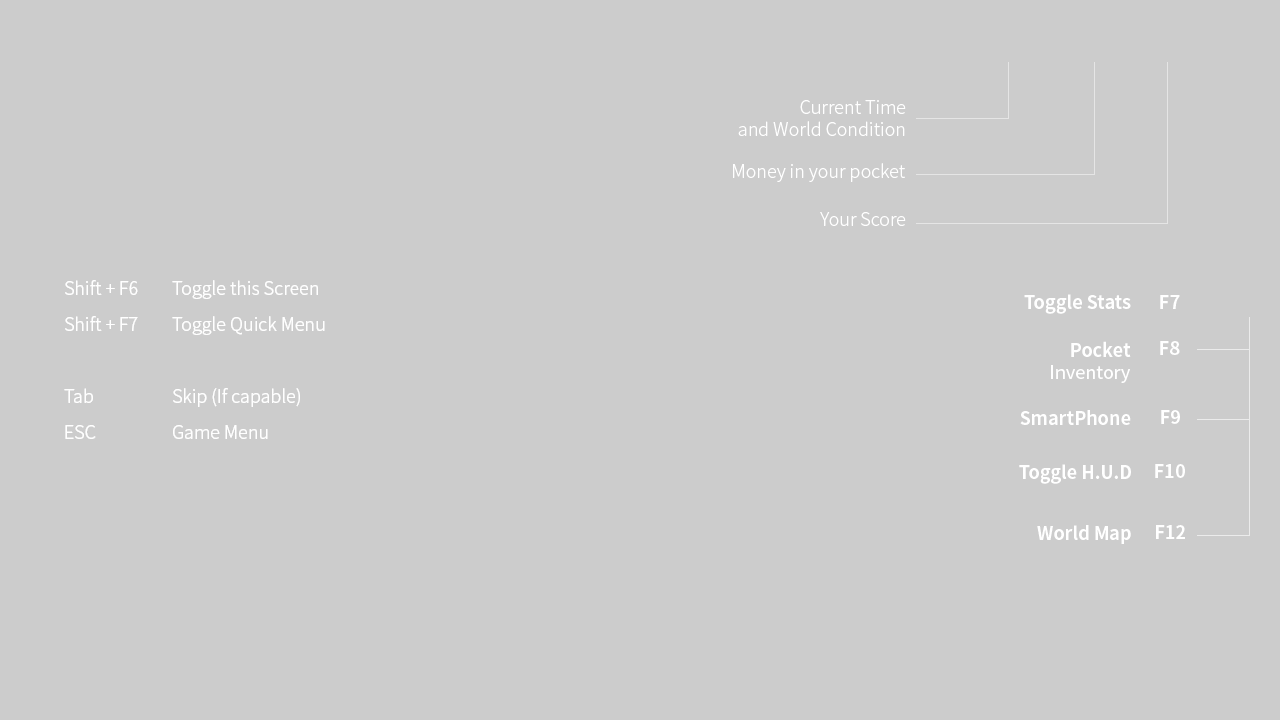 Current Time
and World Condition
Money in your pocket
Your Score
Shift + F6 Toggle this Screen
Shift + F7 Toggle Quick Menu
Tab Skip (If capable)
ESC Game Menu
Toggle Stats F7
Pocket F8
Inventory
SmartPhone F9
Toggle H.U.D F10
World Map F12